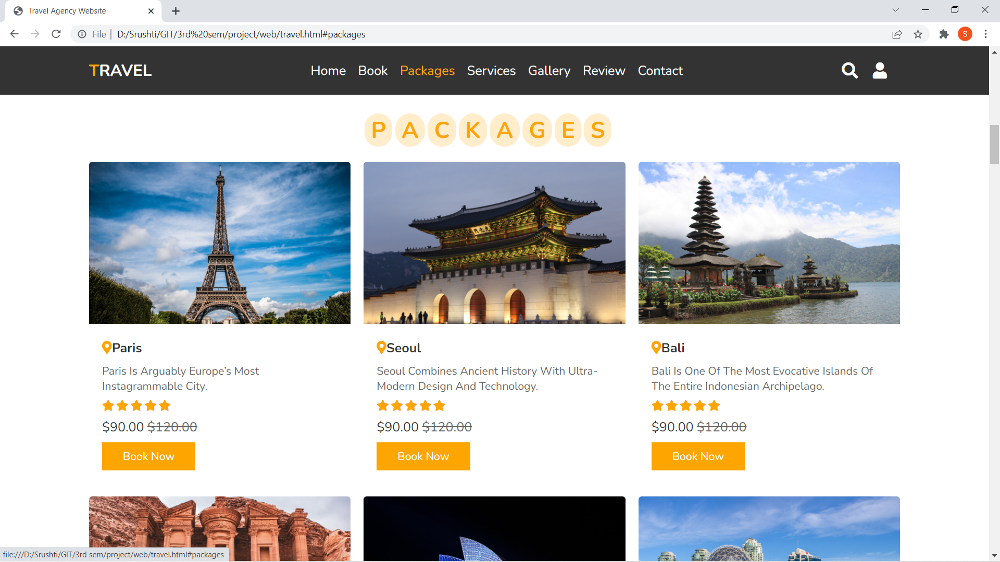 Travel Agency Website
File | D:/Srushti/GIT/3rd%20sem/project/web/travel.html#packages
S
TRAVEL
Home Book Packages Services Gallery Review Contact
PACKAGES
門化光
Paris
Paris Is Arguably Europe’s Most
Instagrammable City.
$90.00 $120.00
Book Now
Seoul
Seoul Combines Ancient History With Ultra-
Modern Design And Technology.
$90.00 $120.00
Book Now
Bali
Bali Is One Of The Most Evocative Islands Of
The Entire Indonesian Archipelago.
$90.00 $120.00
Book Now
file:///D:/Srushti/GIT/3rd sem/project/web/travel.html#packages